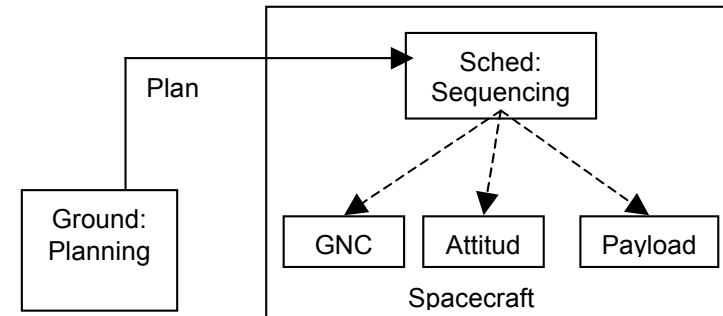 Sched:
Sequencing
Plan
Ground:
Planning
GNC
Attitud
Payload
Spacecraft